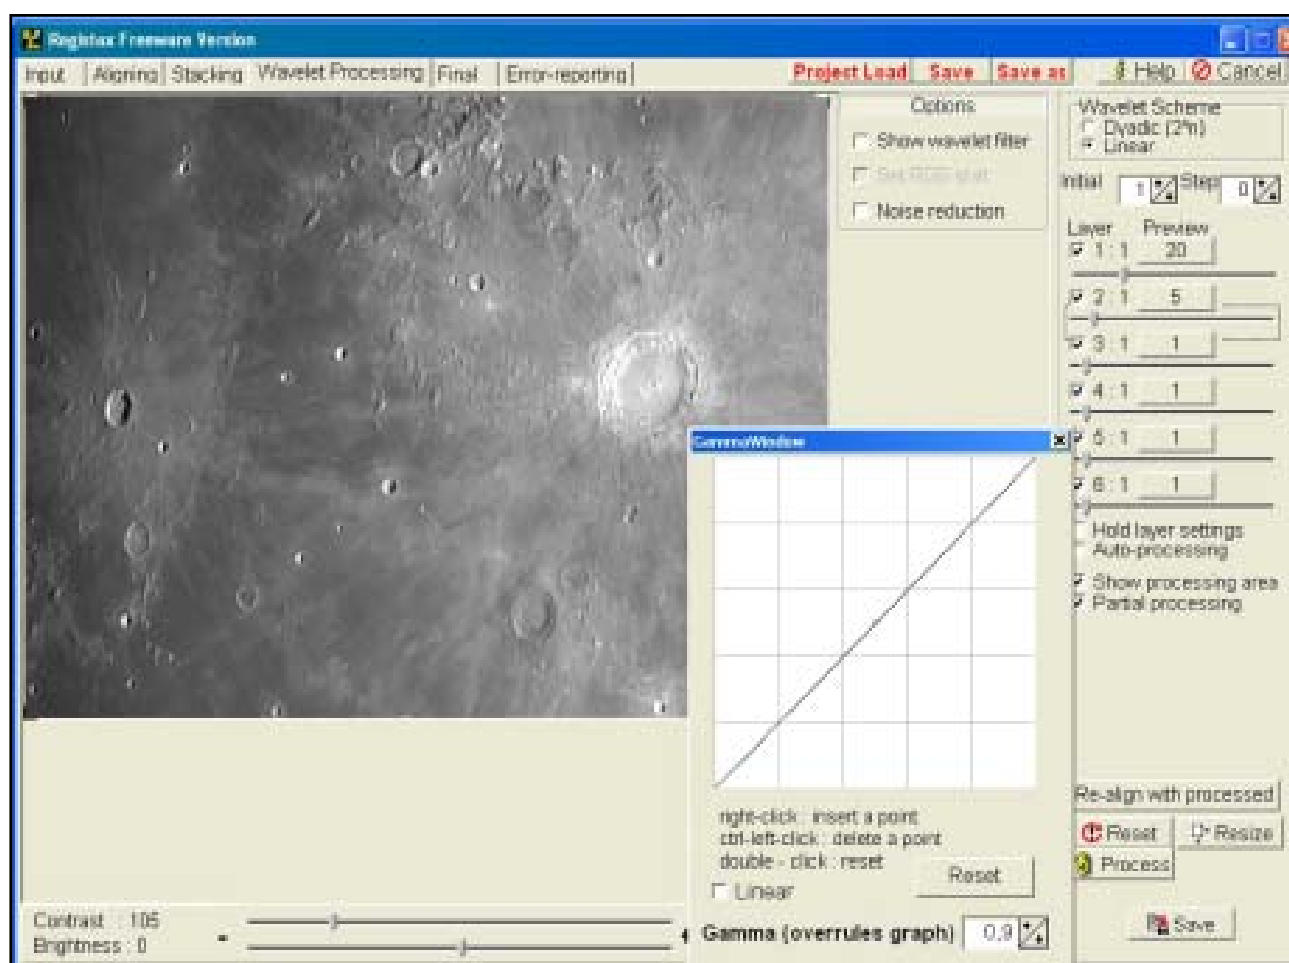 Registax Freeware Version
Input Aligning Stacking Wavelet Processing Final Error-reporting Project Load Save Save as Help Cancel
Options
Show wavelet filter
Noise reduction
Wavelet Scheme
Dyadic (2^n)
Linear
Initial 1 Step 0
Layer Preview
1 : 1 20
2 : 1 5
3 : 1 1
4 : 1 1
5 : 1 1
6 : 1 1
Hold layer settings
Auto-processing
Show processing area
Partial processing
GammaWindow
right-click : insert a point
ctrl-left-click : delete a point
double - click : reset
Linear
Reset
Gamma (overrules graph) 0,9
Re-align with processed
Reset Resize
Process
Save
Contrast : 105
Brightness : 0